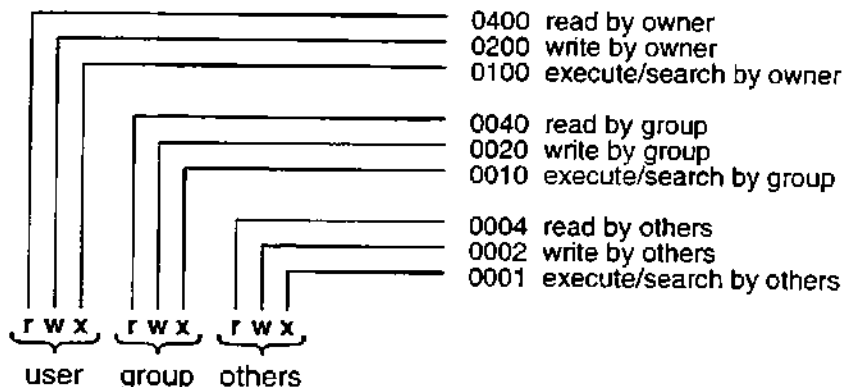 0400 read by owner
0200 write by owner
0100 execute/search by owner
0040 read by group
0020 write by group
0010 execute/search by group
0004 read by others
0002 write by others
0001 execute/search by others
r w x r w x r w x
user group others